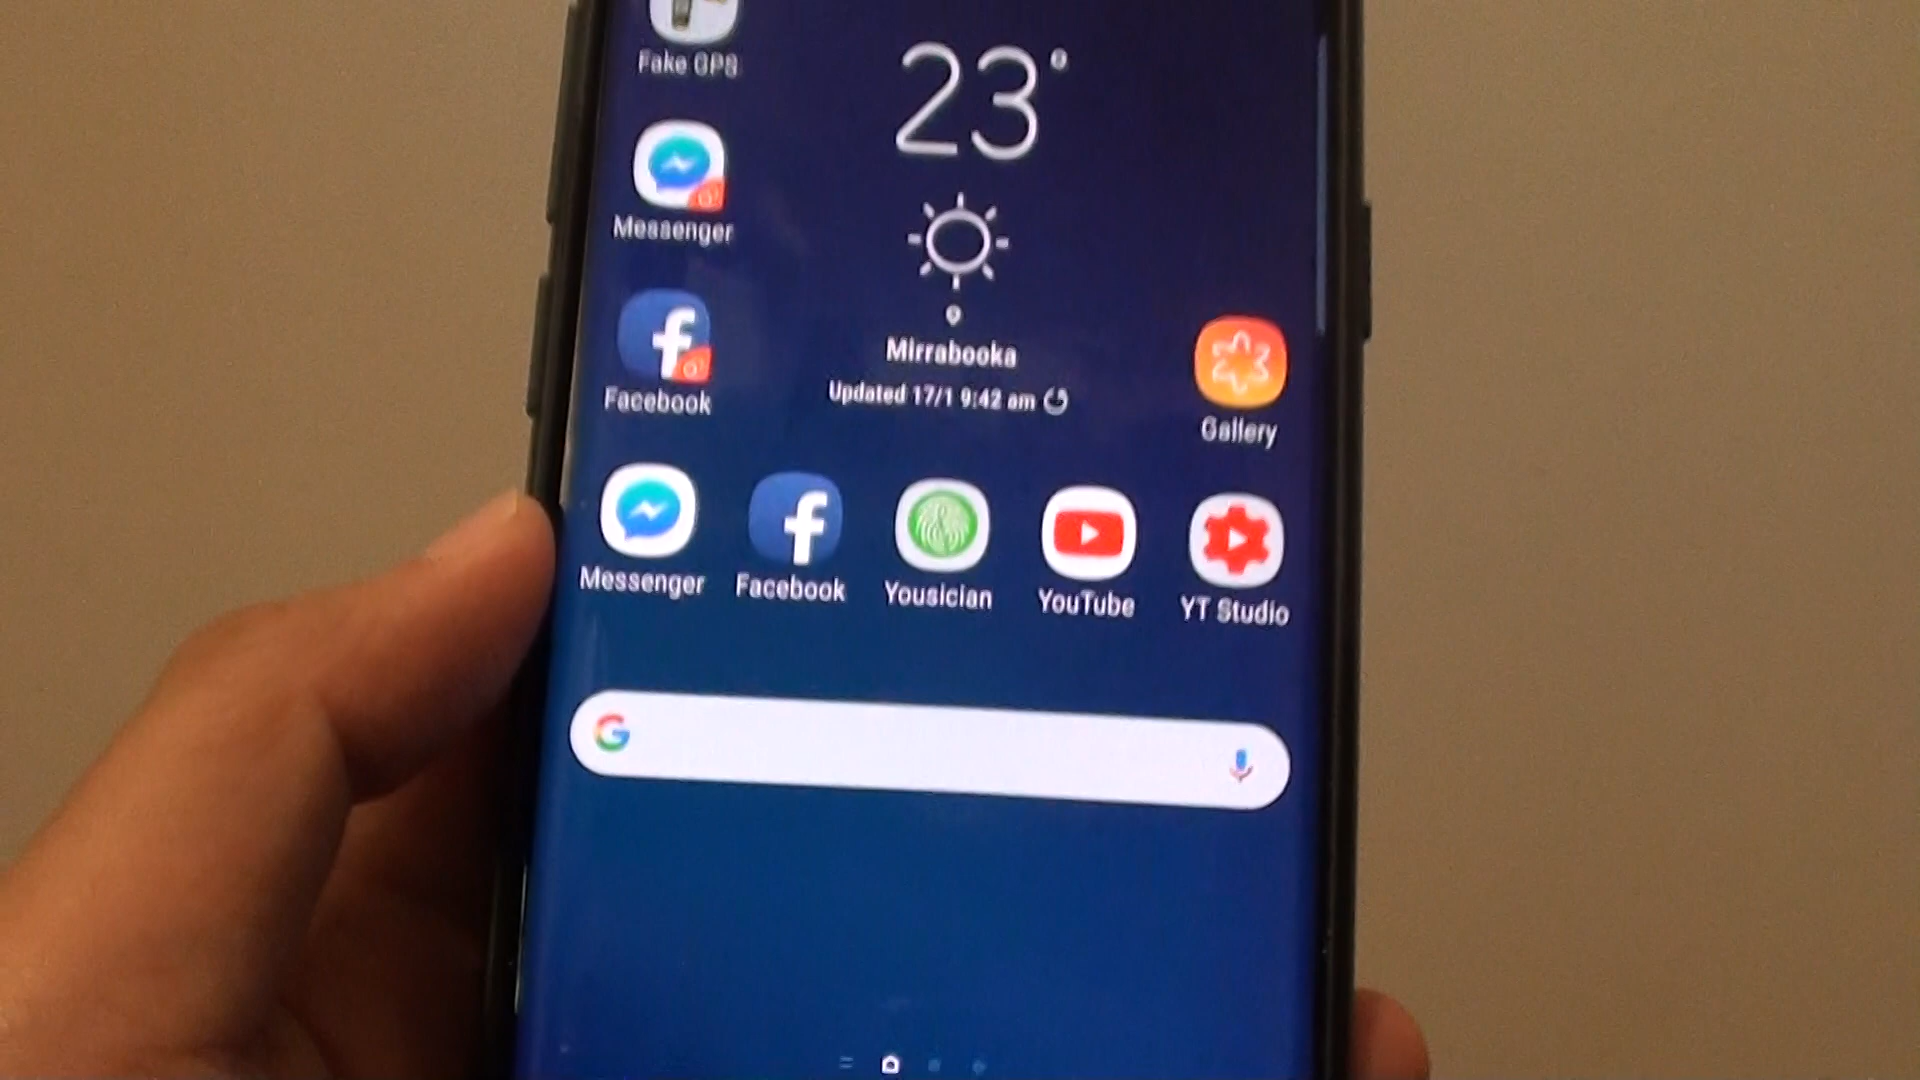 Fake GPS
23°
Messenger
Mirrabooka
Updated 17/1 9:42 am
Facebook
Gallery
Messenger
Facebook
Yousician
YouTube
YT Studio